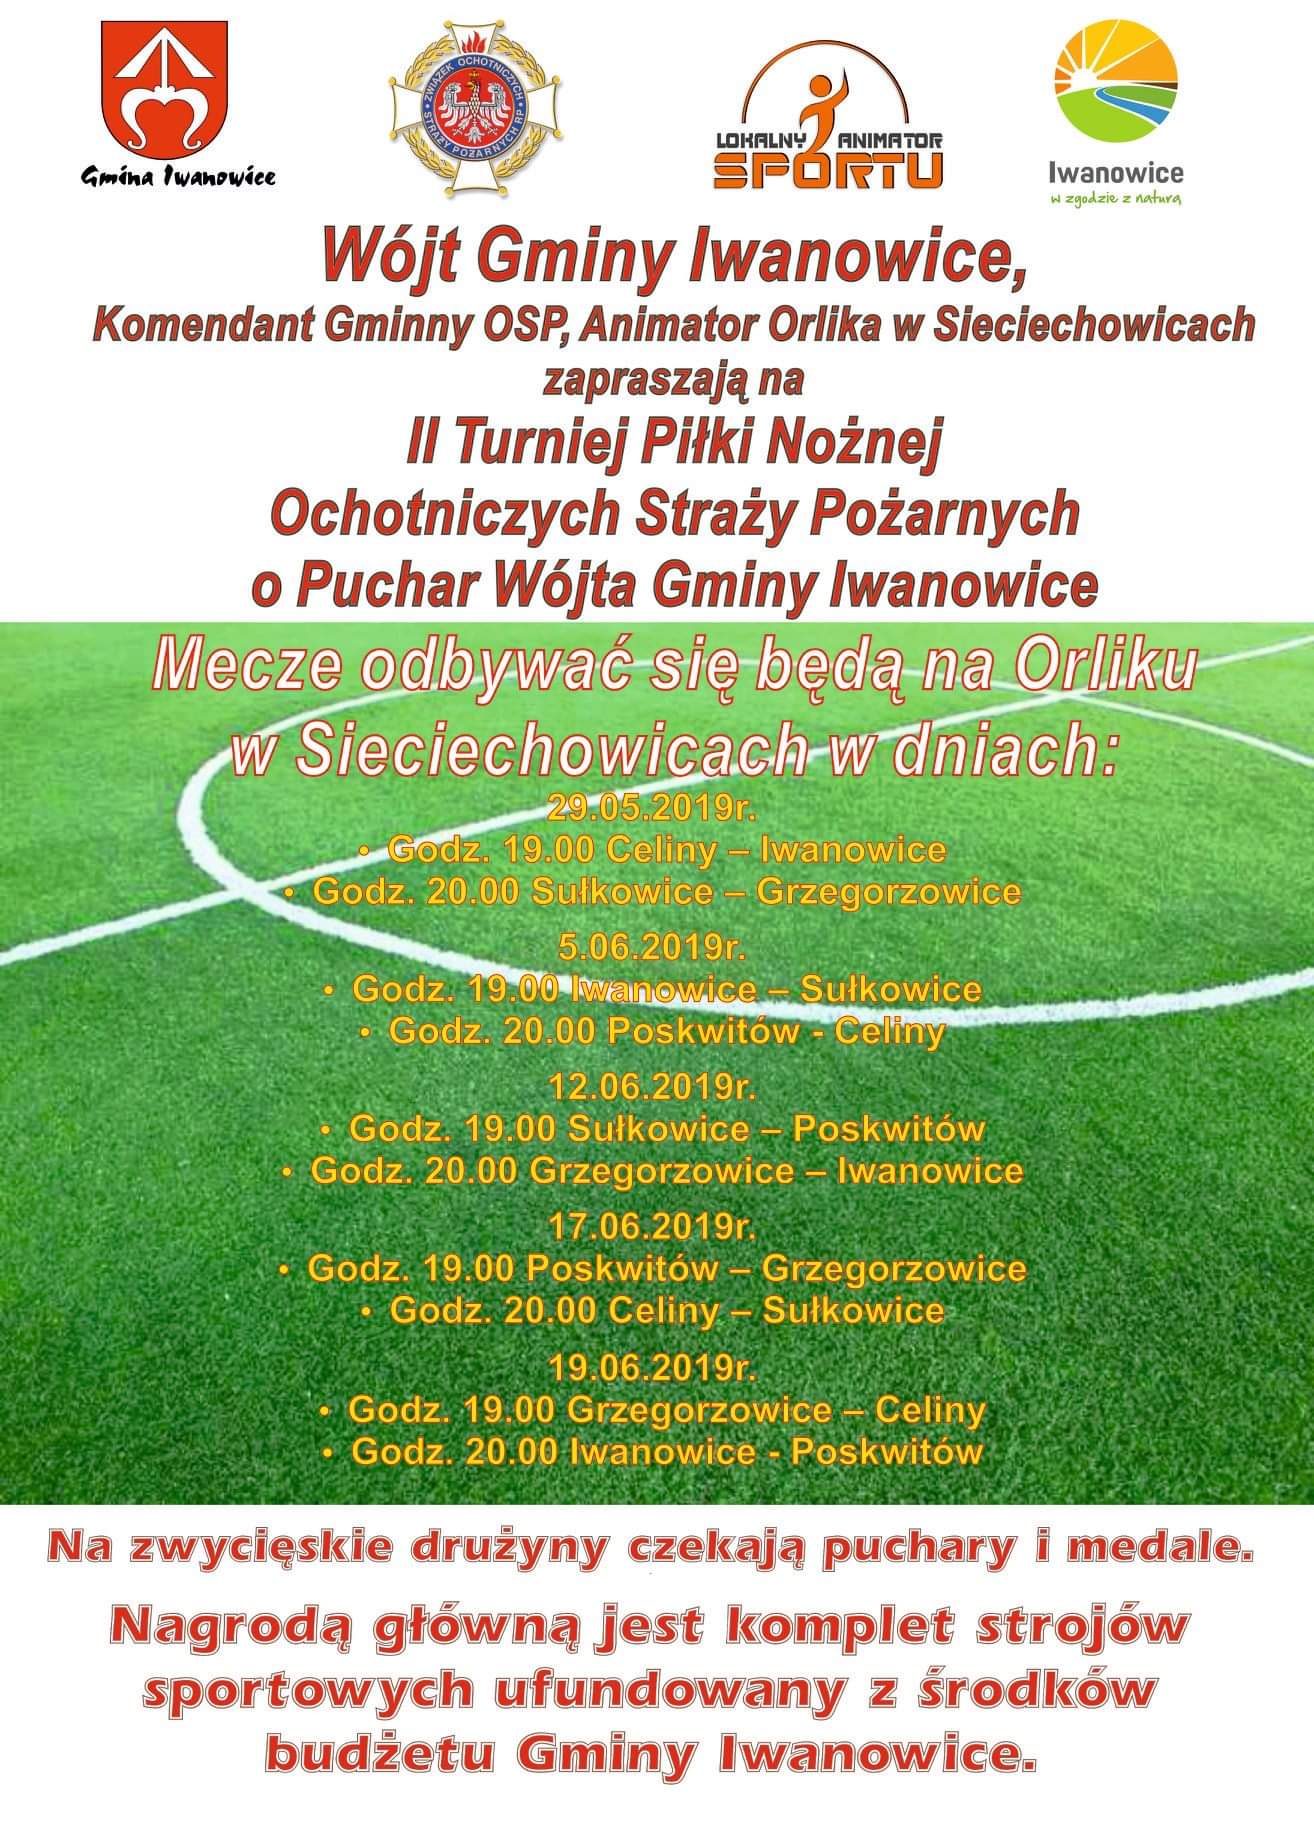 Gmina Iwanowice
ZWIĄZEK OCHOTNICZYCH
STRAŻY POŻARNYCH RP
LOKALNY ANIMATOR
SPORTU
Iwanowice
w zgodzie z naturą
Wójt Gminy Iwanowice,
Komendant Gminny OSP, Animator Orlika w Sieciechowicach
zapraszają na
II Turniej Piłki Nożnej
Ochotniczych Straży Pożarnych
o Puchar Wójta Gminy Iwanowice
Mecze odbywać się będą na Orliku
w Sieciechowicach w dniach:
29.05.2019r.
• Godz. 19.00 Celiny – Iwanowice
• Godz. 20.00 Sułkowice – Grzegorzowice
5.06.2019r.
• Godz. 19.00 Iwanowice – Sułkowice
• Godz. 20.00 Poskwitów - Celiny
12.06.2019r.
• Godz. 19.00 Sułkowice – Poskwitów
• Godz. 20.00 Grzegorzowice – Iwanowice
17.06.2019r.
• Godz. 19.00 Poskwitów – Grzegorzowice
• Godz. 20.00 Celiny – Sułkowice
19.06.2019r.
• Godz. 19.00 Grzegorzowice – Celiny
• Godz. 20.00 Iwanowice - Poskwitów
Na zwycięskie drużyny czekają puchary i medale.
Nagrodą główną jest komplet strojów
sportowych ufundowany z środków
budżetu Gminy Iwanowice.